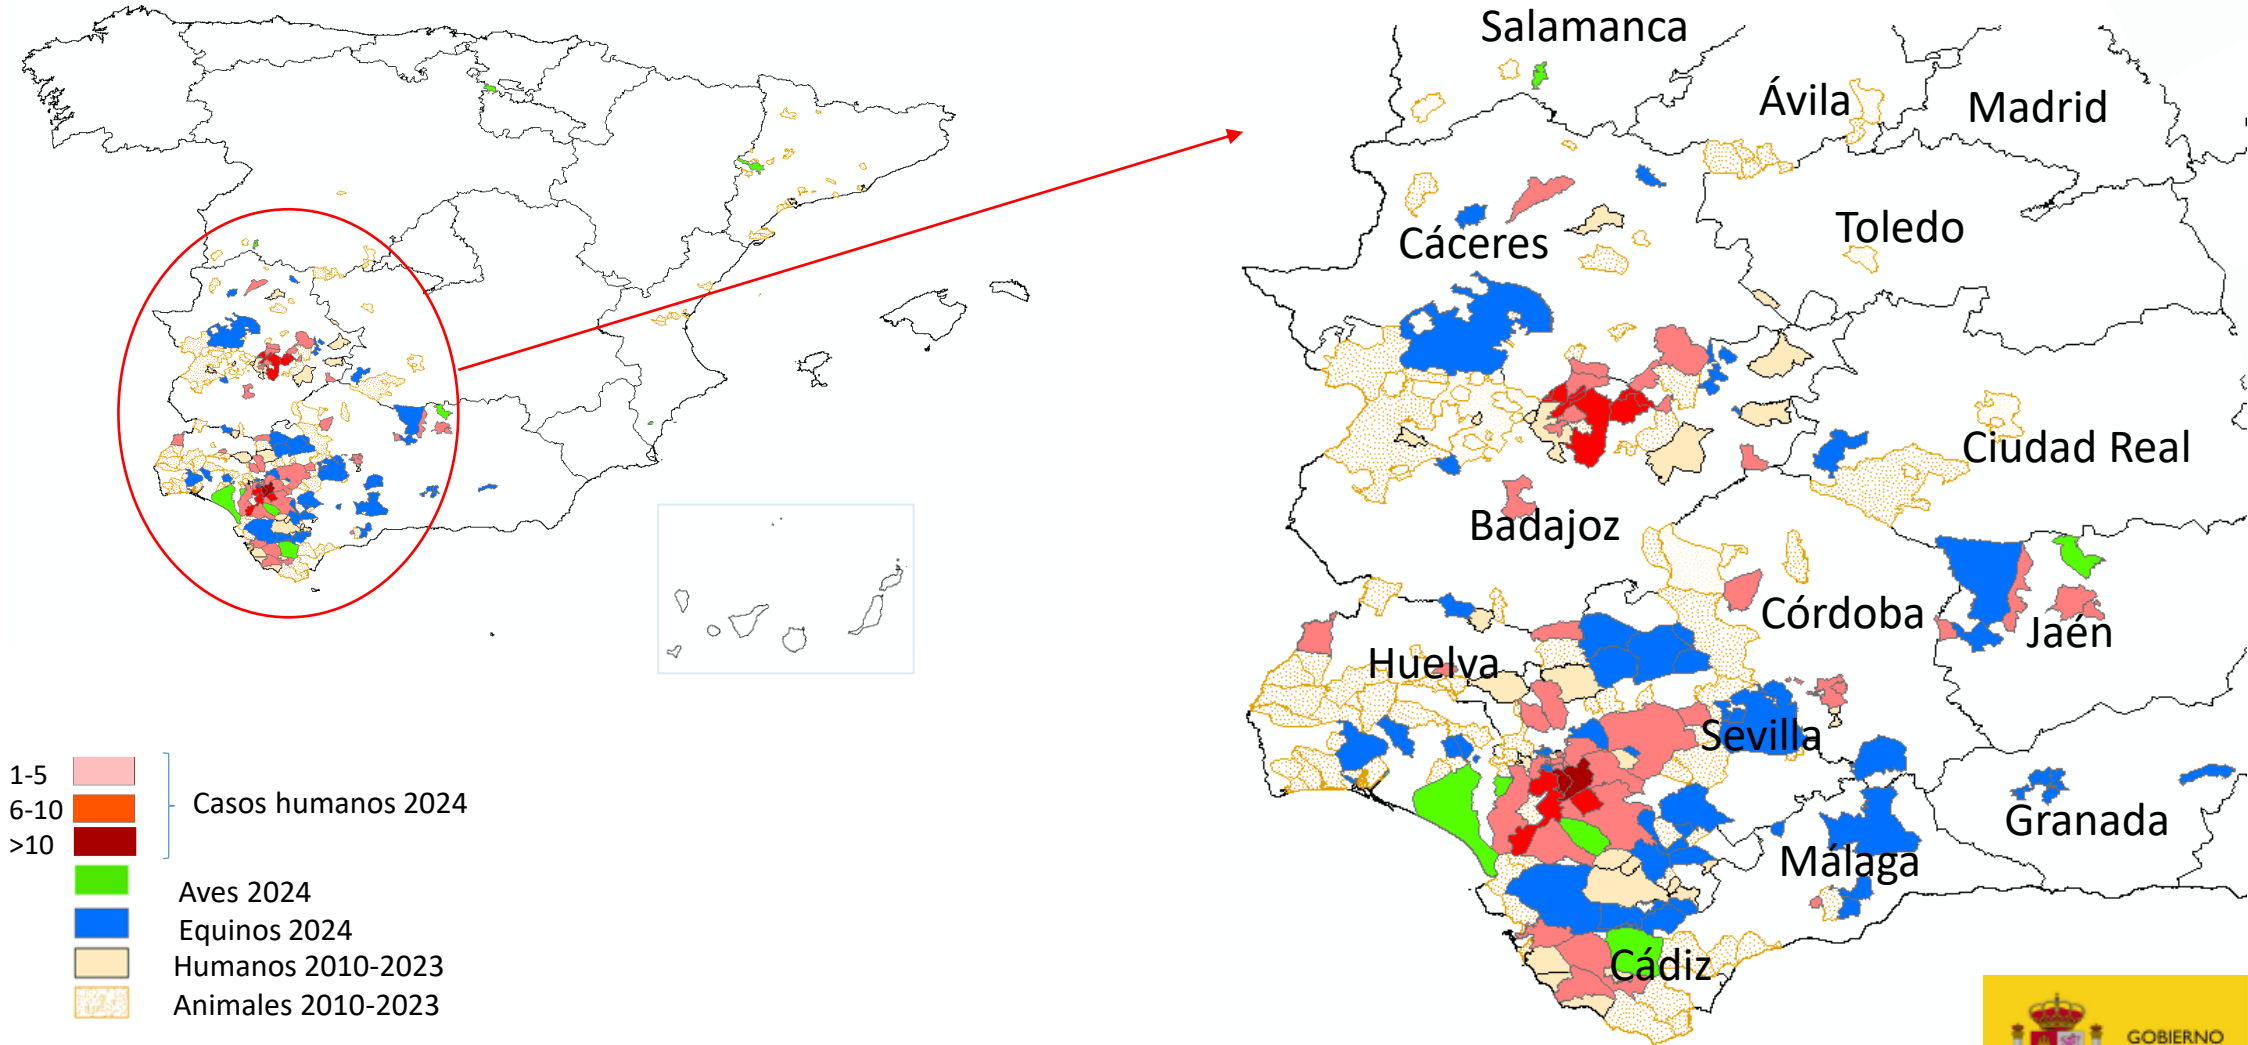 Salamanca
Ávila
Madrid
Toledo
Cáceres
Ciudad Real
Badajoz
Córdoba
Jaén
Huelva
Sevilla
Granada
Málaga
Cádiz
1-5
6-10
>10
Casos humanos 2024
Aves 2024
Equinos 2024
Humanos 2010-2023
Animales 2010-2023
GOBIERNO